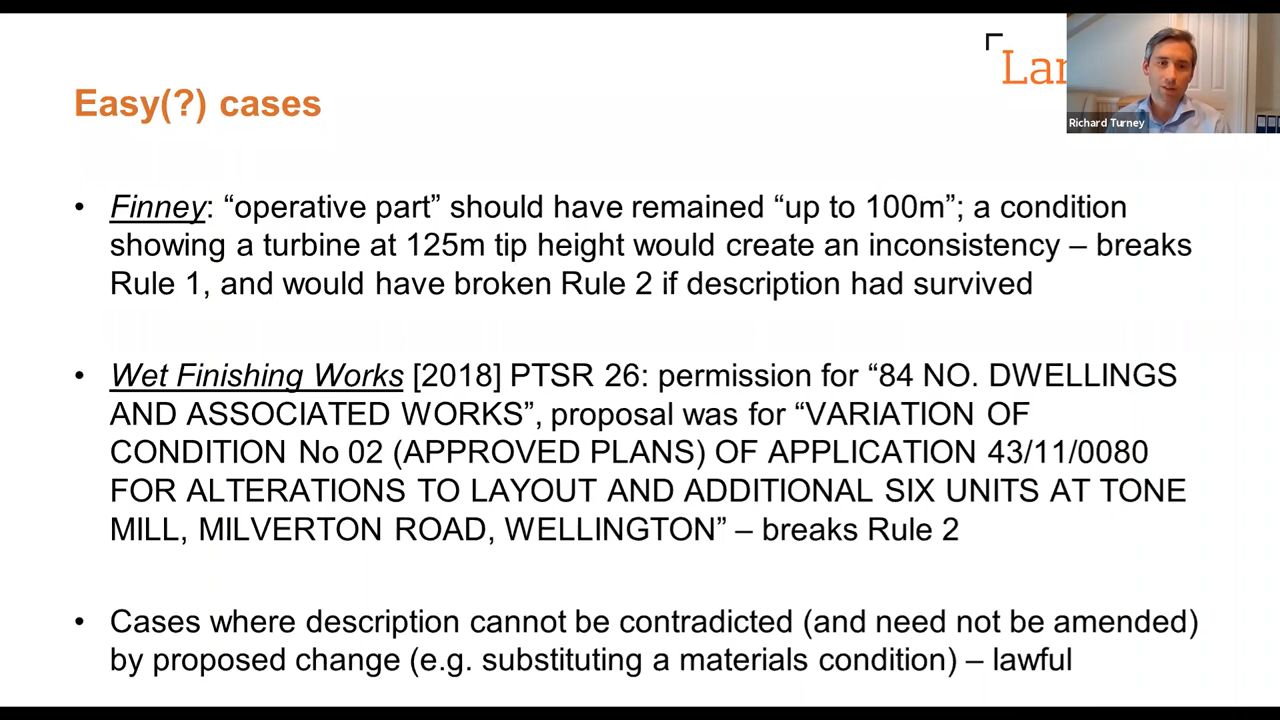 Lan
Richard Turney
Easy(?) cases
• Finney: “operative part” should have remained “up to 100m”; a condition
showing a turbine at 125m tip height would create an inconsistency – breaks
Rule 1, and would have broken Rule 2 if description had survived
• Wet Finishing Works [2018] PTSR 26: permission for “84 NO. DWELLINGS
AND ASSOCIATED WORKS”, proposal was for “VARIATION OF
CONDITION No 02 (APPROVED PLANS) OF APPLICATION 43/11/0080
FOR ALTERATIONS TO LAYOUT AND ADDITIONAL SIX UNITS AT TONE
MILL, MILVERTON ROAD, WELLINGTON” – breaks Rule 2
• Cases where description cannot be contradicted (and need not be amended)
by proposed change (e.g. substituting a materials condition) – lawful